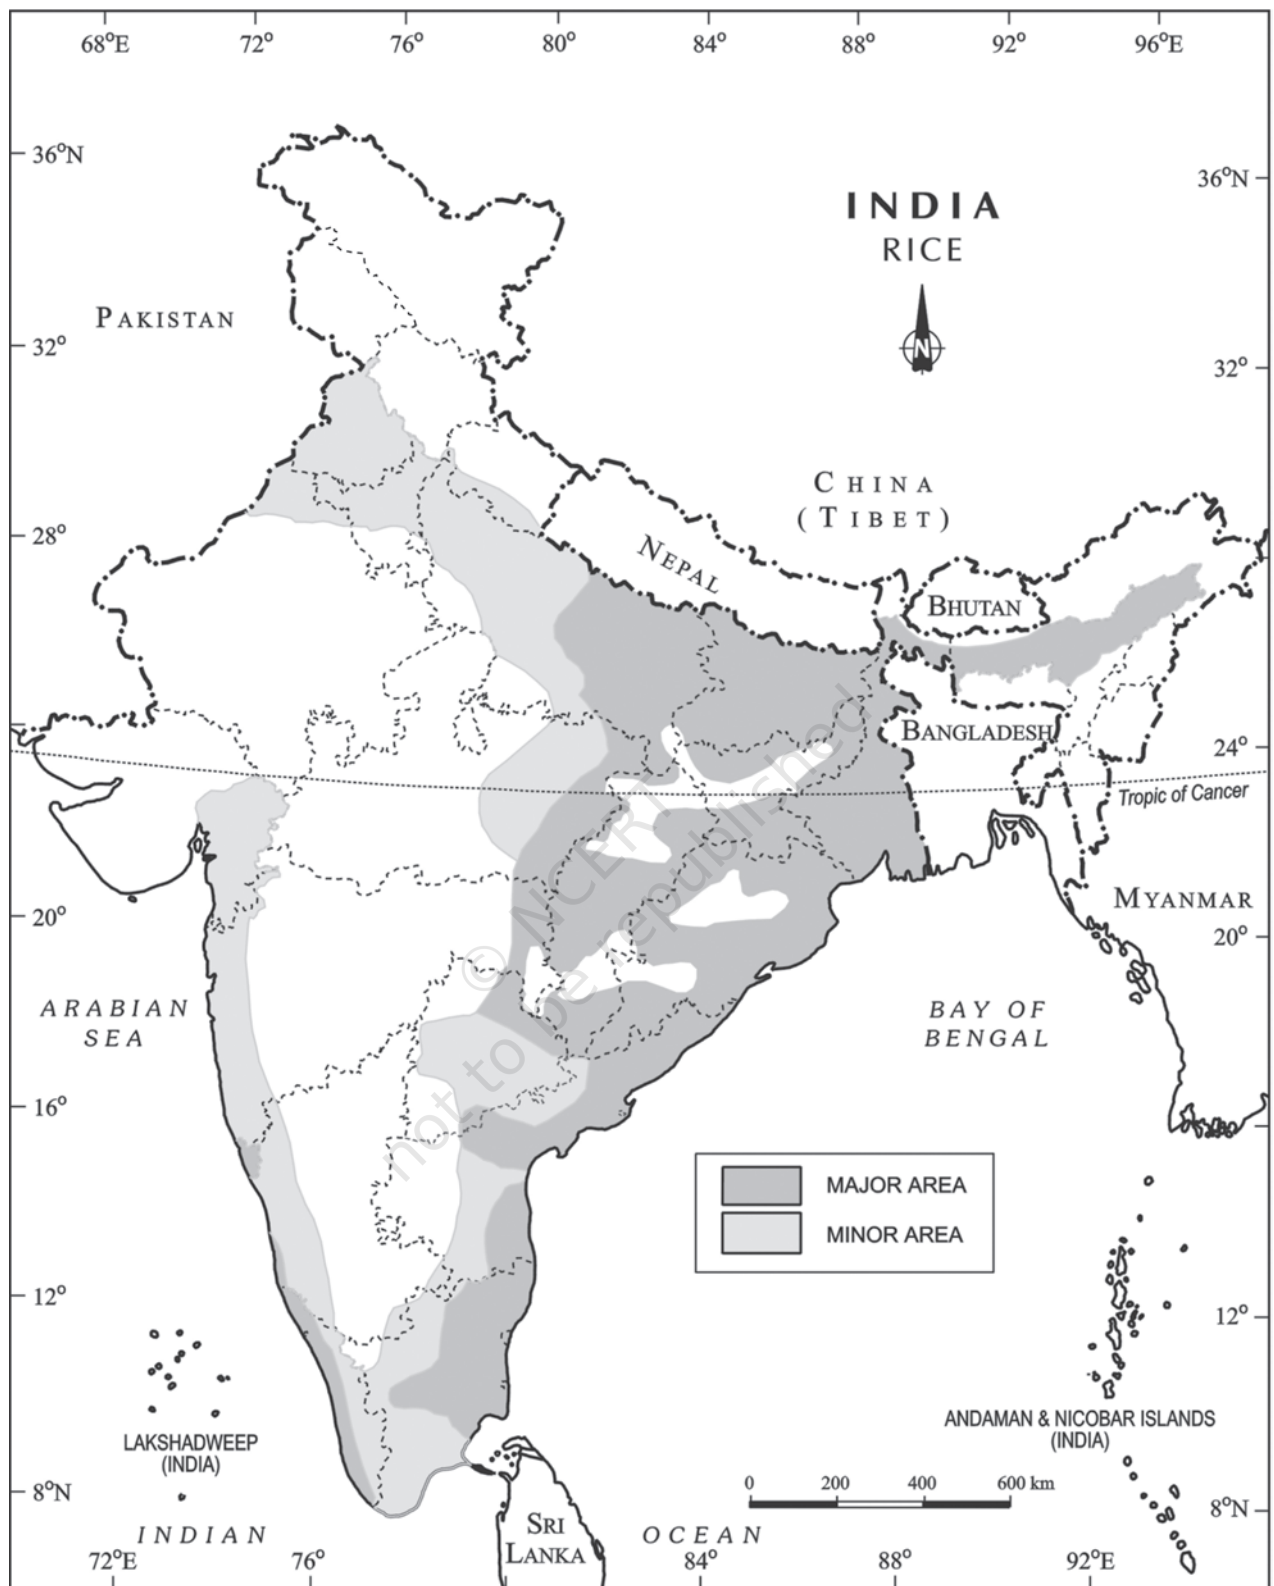 68°E 72° 76° 80° 84° 88° 92° 96°E
36°N
36°N
INDIA
RICE
N
PAKISTAN
32°
32°
CHINA
(TIBET)
28°
NEPAL
BHUTAN
BANGLADESH
24°
Tropic of Cancer
20°
MYANMAR
20°
© NCERT
not to be republished
ARABIAN
SEA
BAY OF
BENGAL
16°
MAJOR AREA
MINOR AREA
12°
12°
LAKSHADWEEP
(INDIA)
ANDAMAN & NICOBAR ISLANDS
(INDIA)
0 200 400 600 km
8°N
8°N
SRI
LANKA
INDIAN OCEAN
72°E 76° 84° 88° 92°E